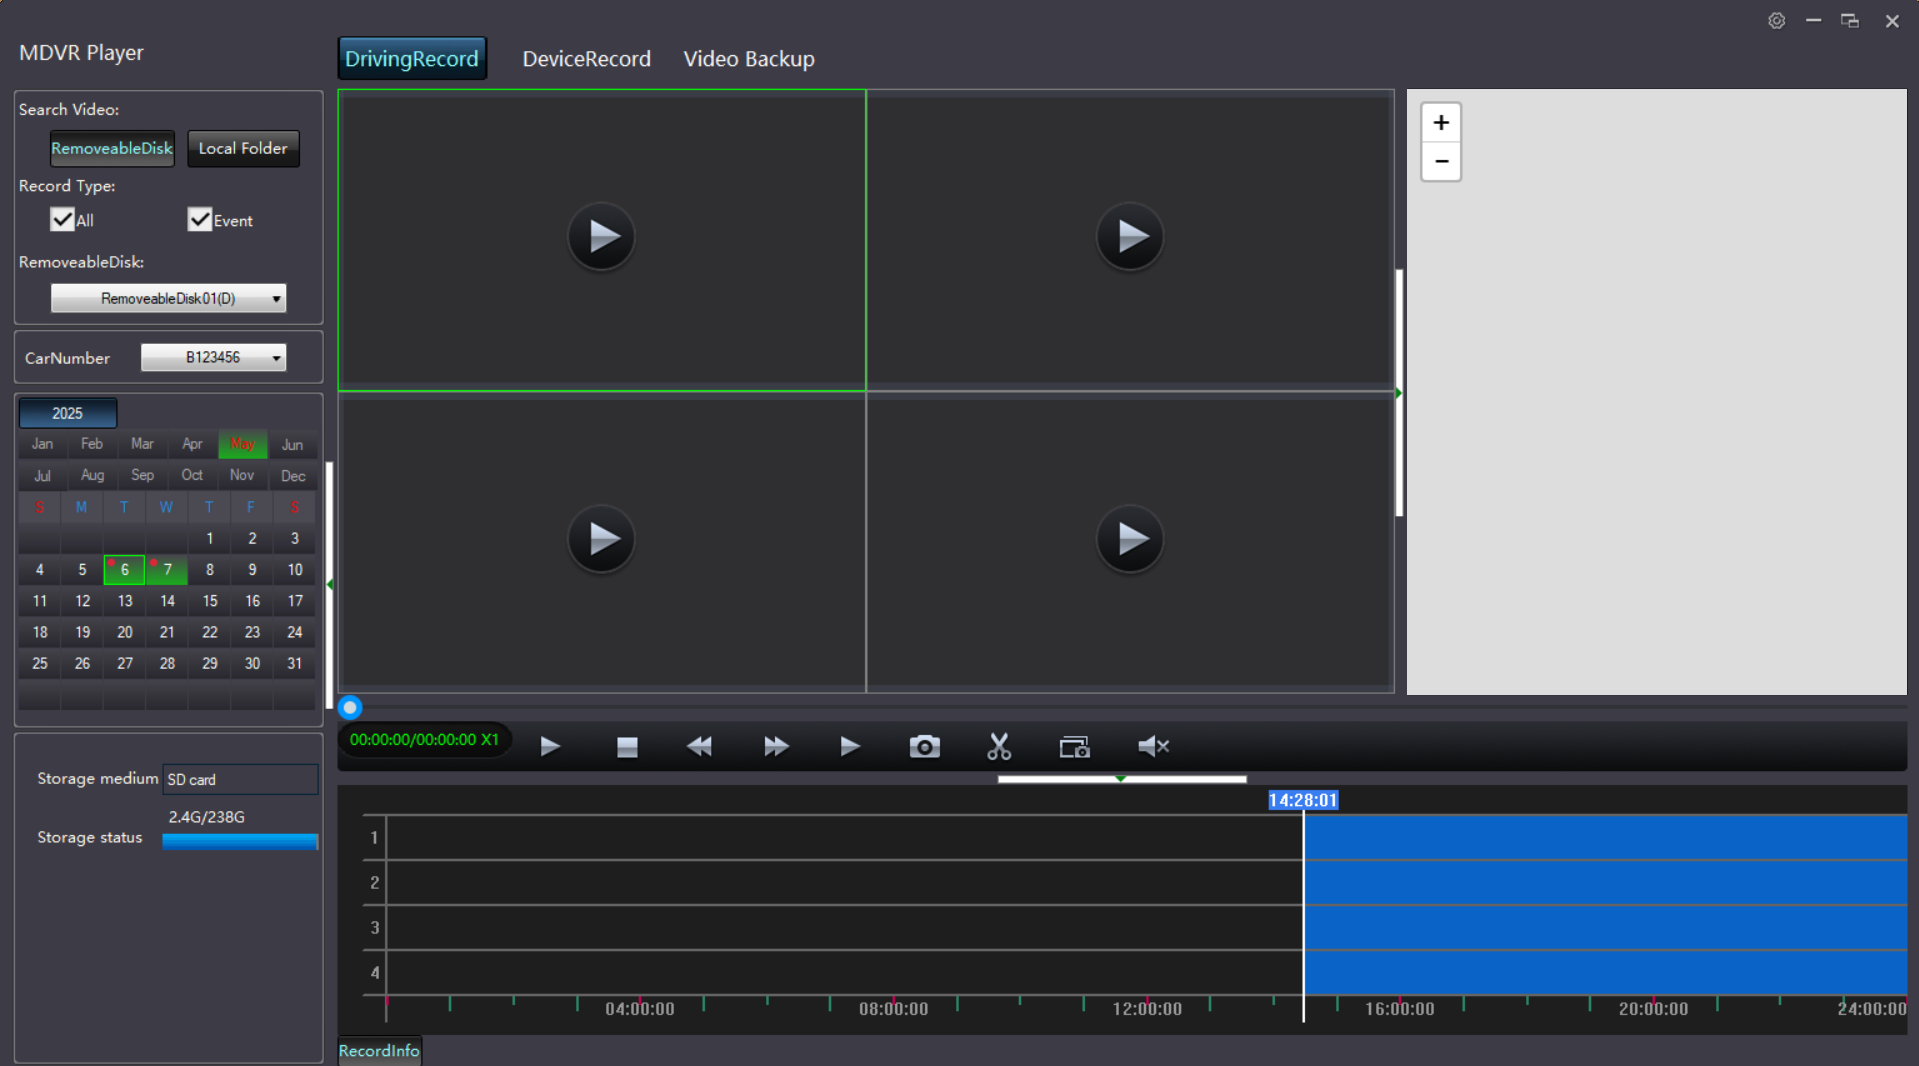 MDVR Player
DrivingRecord DeviceRecord Video Backup
Search Video:
RemoveableDisk Local Folder
Record Type:
All Event
RemoveableDisk:
RemoveableDisk01(D)
CarNumber B123456
2025
Jan Feb Mar Apr May Jun
Jul Aug Sep Oct Nov Dec
S M T W T F S
1 2 3
4 5 6 7 8 9 10
11 12 13 14 15 16 17
18 19 20 21 22 23 24
25 26 27 28 29 30 31
Storage medium SD card
2.4G/238G
Storage status
+
−
00:00:00/00:00:00 X1
14:28:01
1
2
3
4
04:00:00 08:00:00 12:00:00 16:00:00 20:00:00 24:00:00
RecordInfo